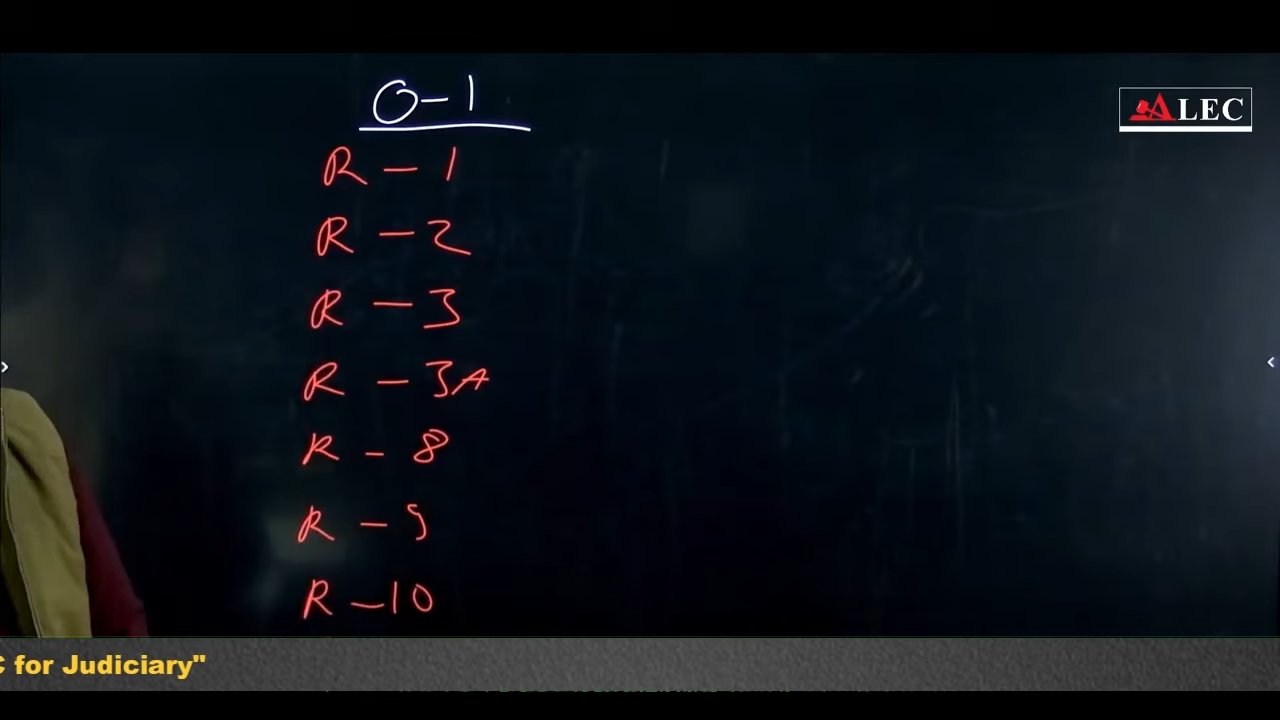 O-1
ALEC
R - 1
R - 2
R - 3
R - 3A
R - 8
R - 9
R - 10
C for Judiciary"